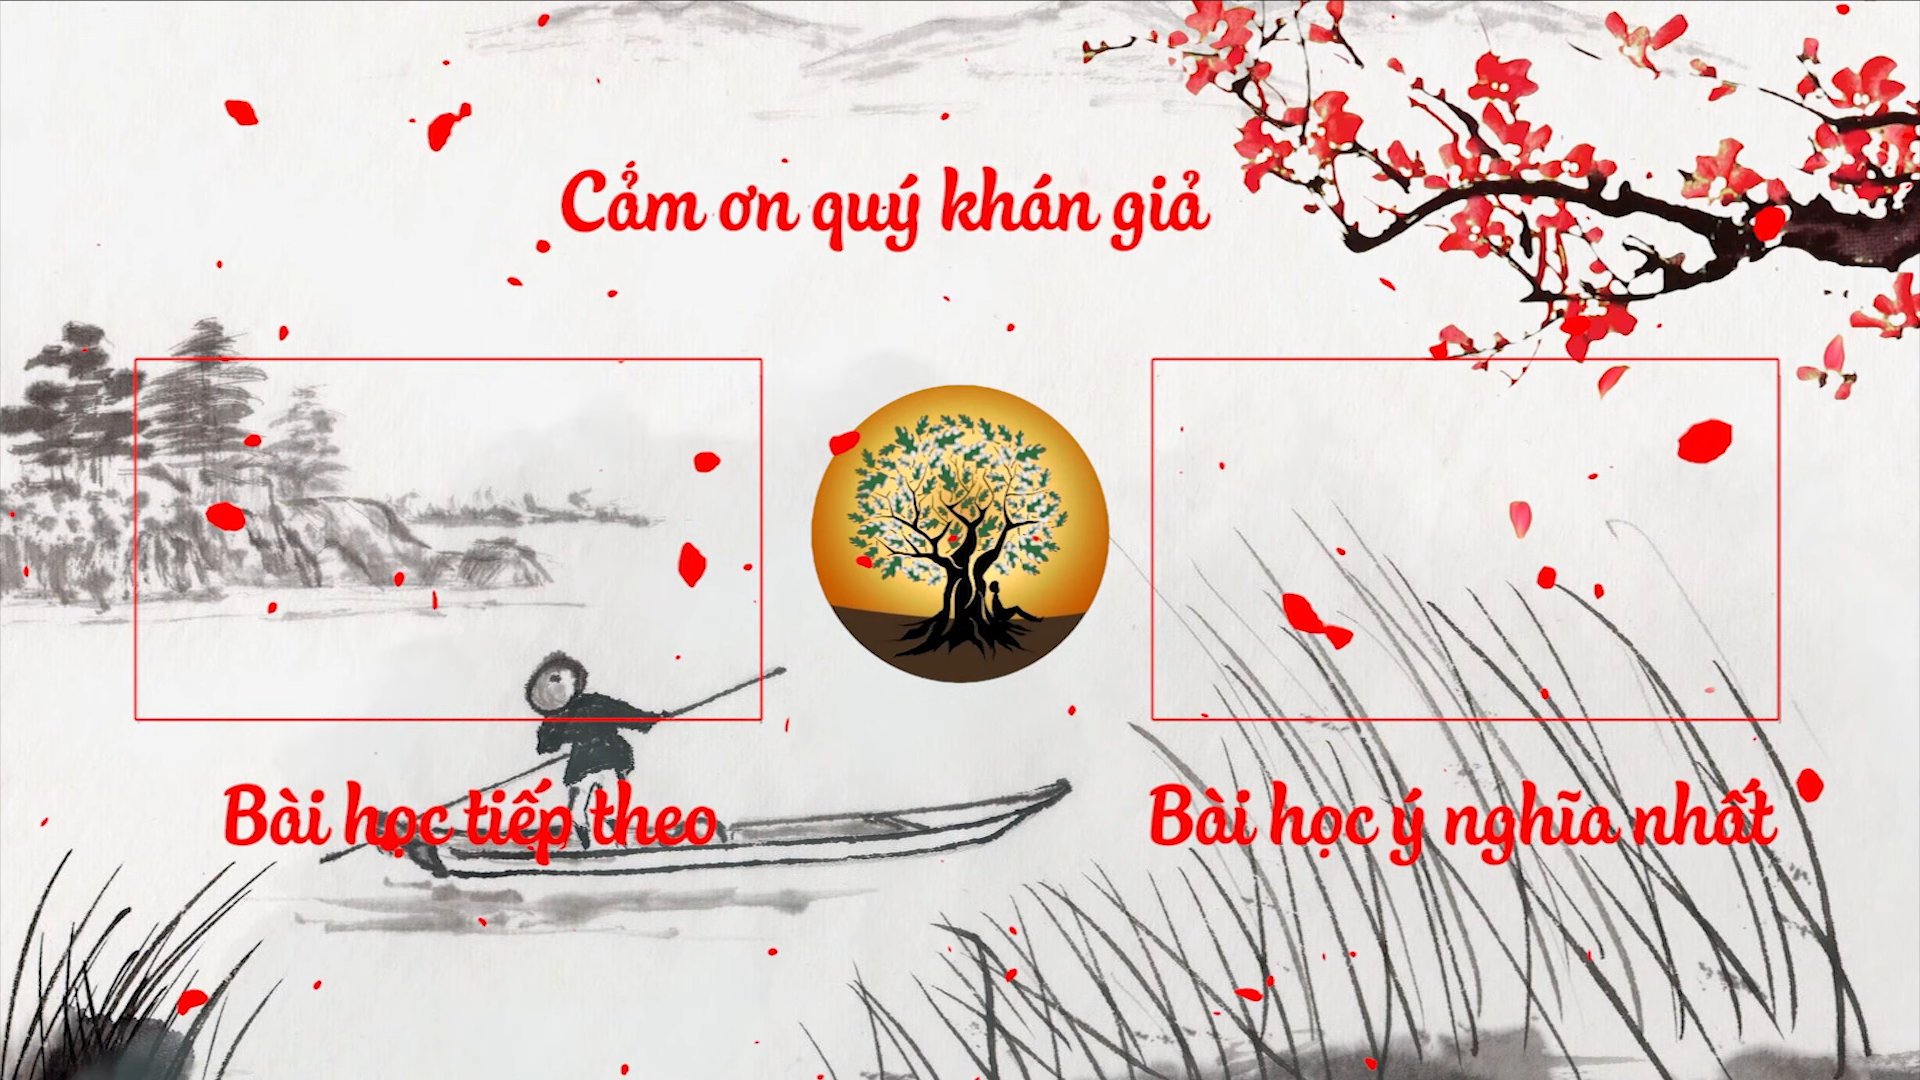 Cảm ơn quý khán giả
Bài học tiếp theo
Bài học ý nghĩa nhất